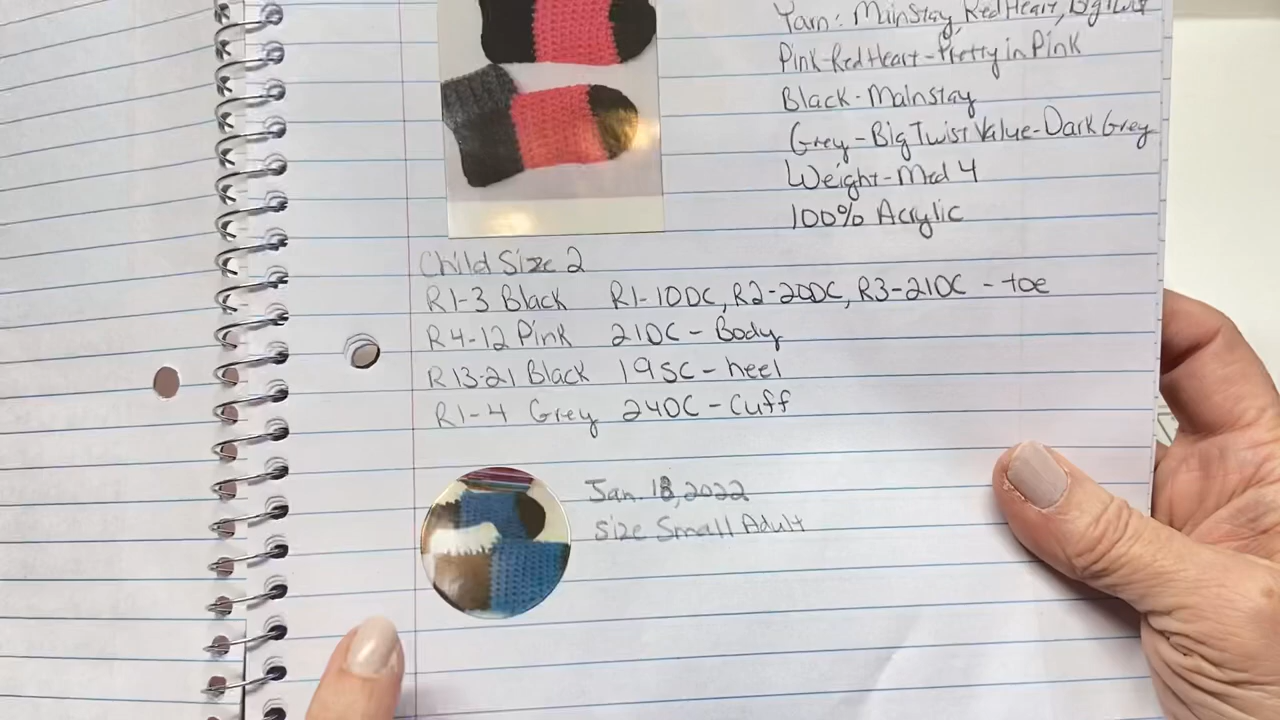 Yarn: Mainstay, Red Heart, Big Twist
Pink-Red Heart-Pretty in Pink
Black-Mainstay
Grey-Big Twist Value-Dark Grey
Weight-Med 4
100% Acrylic
Child Size 2
R1-3 Black R1-10DC, R2-20DC, R3-21DC - toe
R4-12 Pink 21DC-Body
R13-21 Black 19SC-heel
R1-4 Grey 24DC-Cuff
Jan. 18, 2022
Size Small Adult